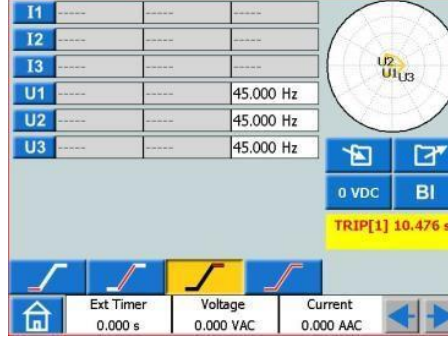 I1 ----- -----  -----
I2 ----- ----- -----
I3 ----- ----- -----
U1 ----- ----- 45.000 Hz
U2 ----- ----- 45.000 Hz
U3 ----- ----- 45.000 Hz
U2
U1 U3
0 VDC BI
TRIP[1] 10.476 s
Ext Timer Voltage Current
0.000 s 0.000 VAC 0.000 AAC